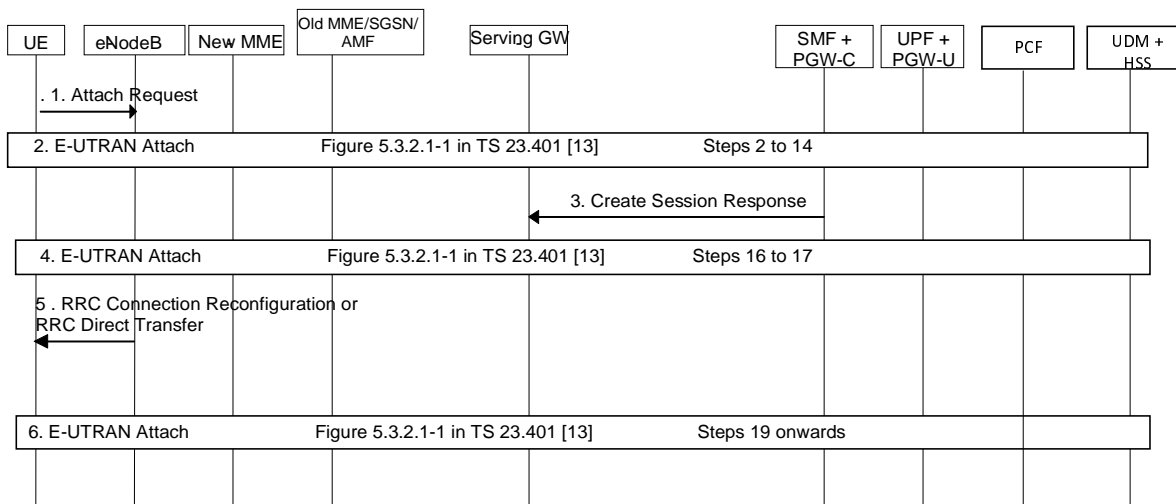 UE
eNodeB
New MME
Old MME/SGSN/
AMF
Serving GW
SMF +
PGW-C
UPF +
PGW-U
PCF
UDM +
HSS
. 1. Attach Request
2. E-UTRAN Attach Figure 5.3.2.1-1 in TS 23.401 [13] Steps 2 to 14
3. Create Session Response
4. E-UTRAN Attach Figure 5.3.2.1-1 in TS 23.401 [13] Steps 16 to 17
5 . RRC Connection Reconfiguration or
RRC Direct Transfer
6. E-UTRAN Attach Figure 5.3.2.1-1 in TS 23.401 [13] Steps 19 onwards